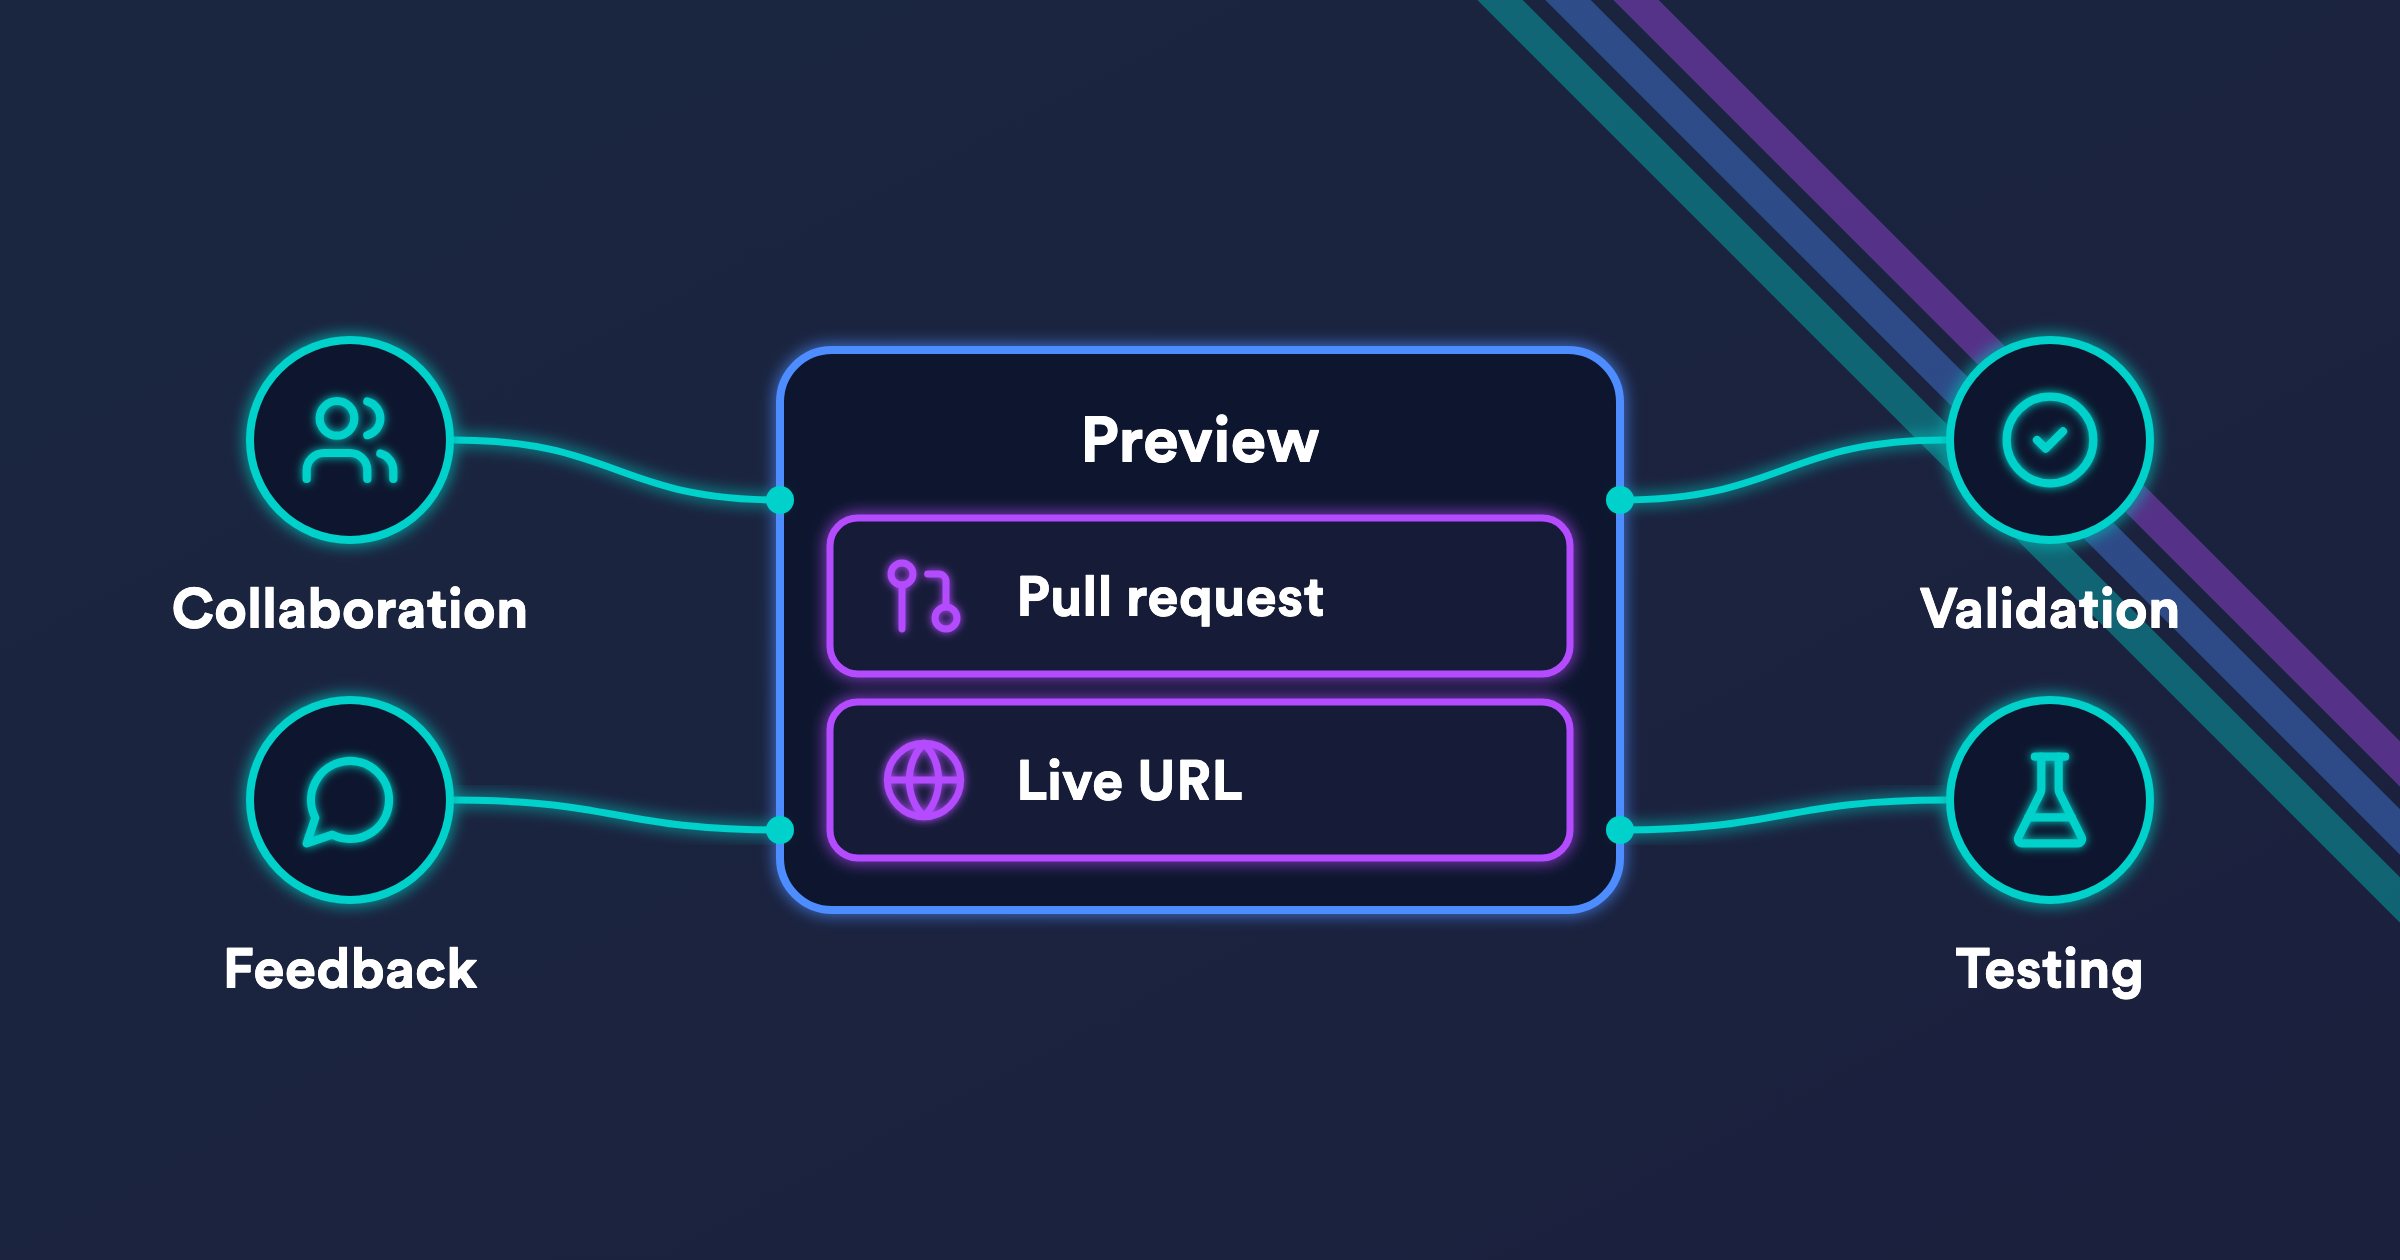 Collaboration
Feedback
Preview
Pull request
Live URL
Validation
Testing